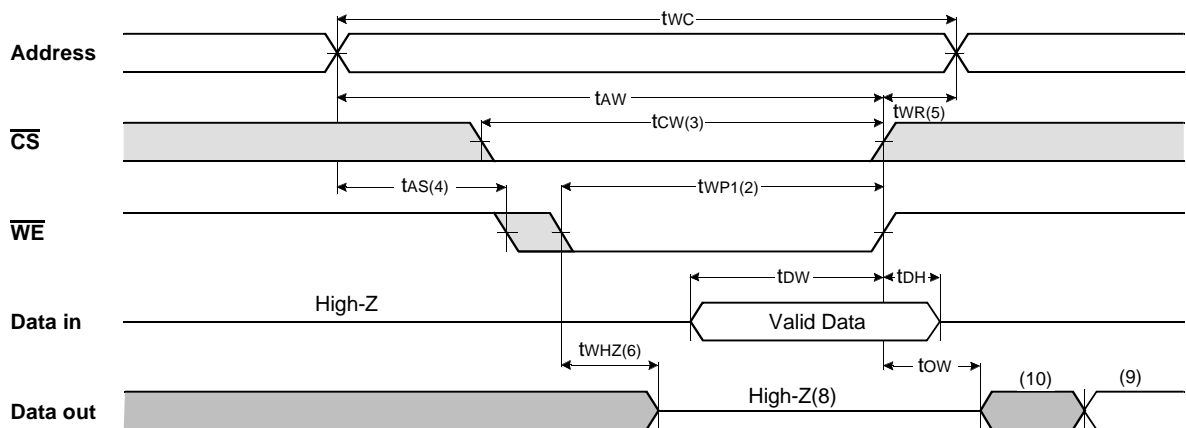 tWC
Address
tAW
tWR(5)
tCW(3)
CS
tAS(4)
tWP1(2)
WE
tDW
tDH
High-Z
Data in
Valid Data
tWHZ(6)
tOW
(10)
(9)
High-Z(8)
Data out